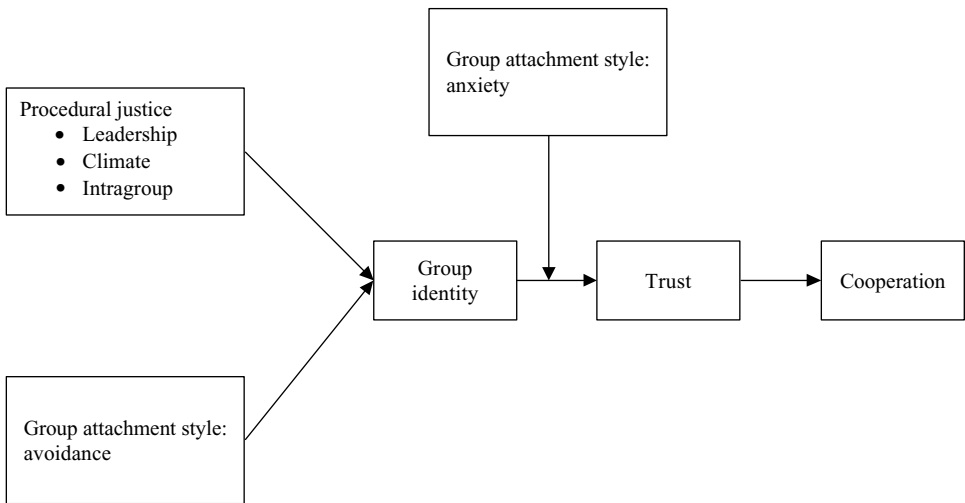 Group attachment style:
anxiety
Procedural justice
• Leadership
• Climate
• Intragroup
Group
identity
Trust
Cooperation
Group attachment style:
avoidance